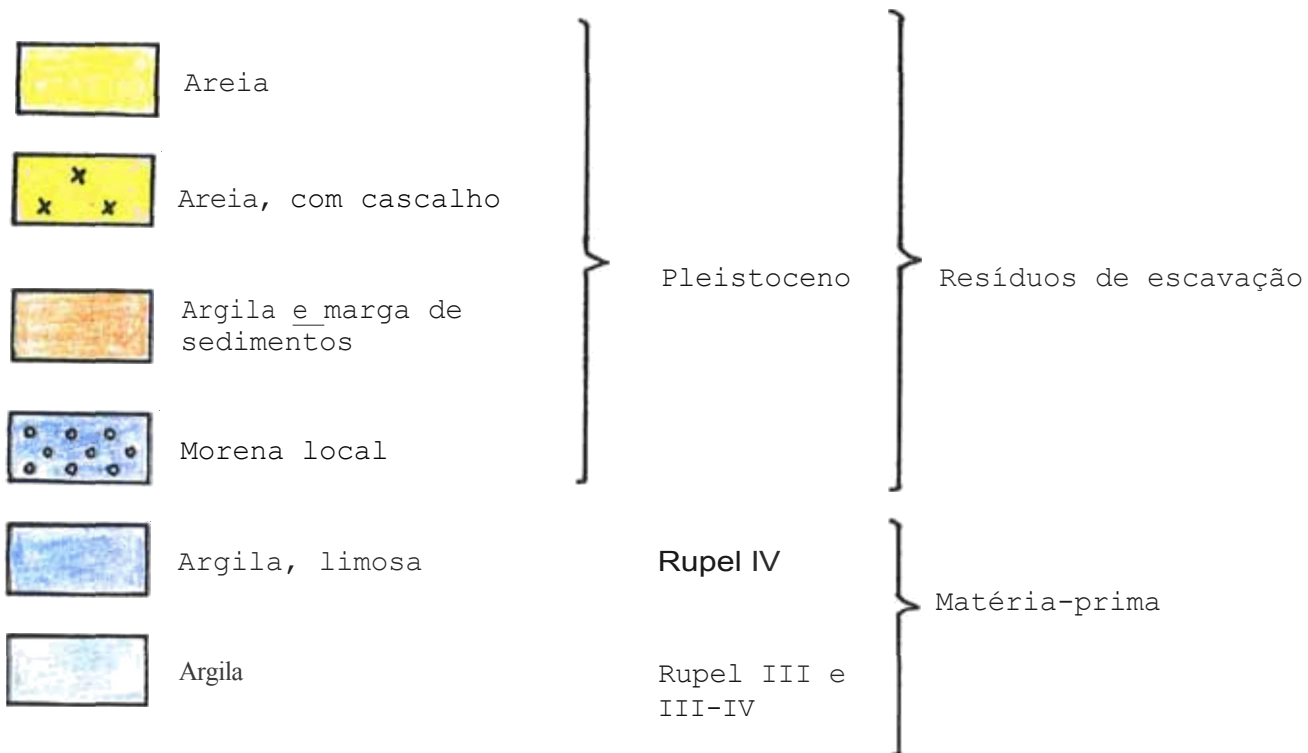 Areia
Areia, com cascalho
Pleistoceno
Resíduos de escavação
Argila e marga de
sedimentos
Morena local
Argila, limosa
Rupel IV
Matéria-prima
Argila
Rupel III e
III-IV